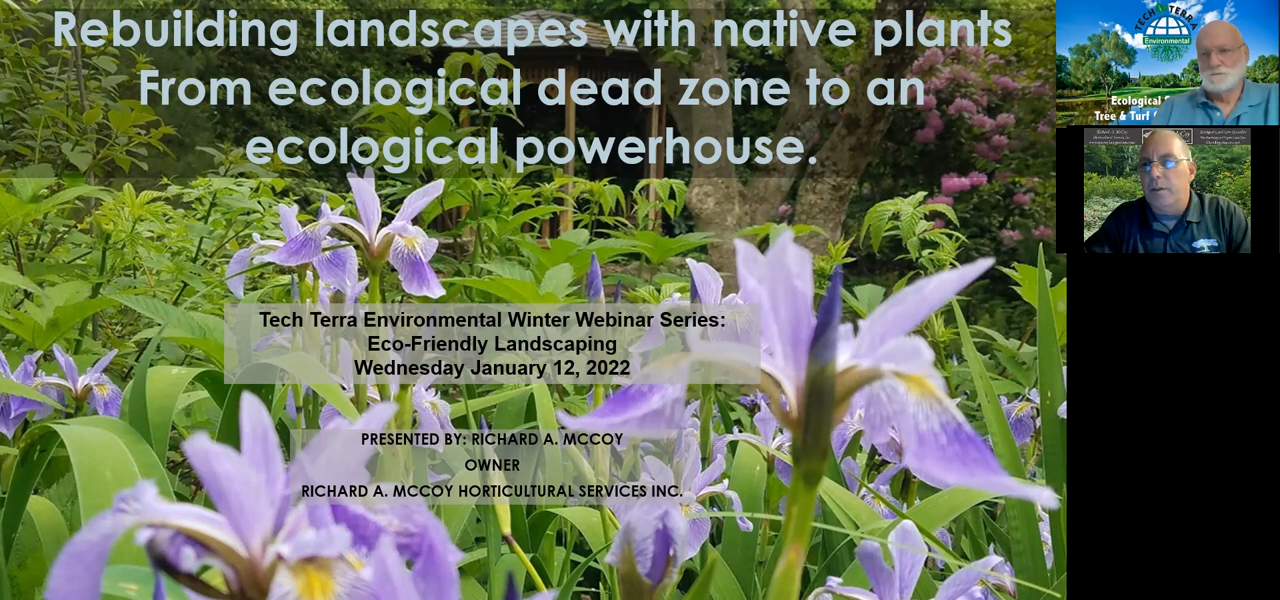 Rebuilding landscapes with native plants
From ecological dead zone to an
ecological powerhouse.
Tech Terra Environmental Winter Webinar Series:
Eco-Friendly Landscaping
Wednesday January 12, 2022
PRESENTED BY: RICHARD A. MCCOY
OWNER
RICHARD A. MCCOY HORTICULTURAL SERVICES INC.
TECH TERRA
Environmental
Ecological
Tree & Turf